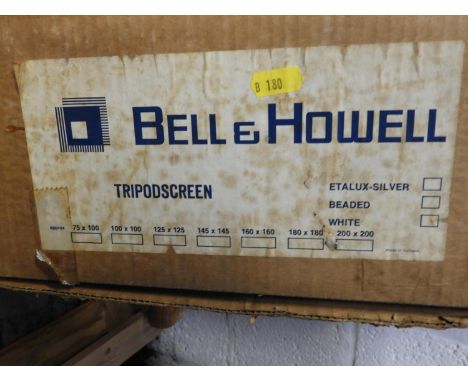 B 180
BELL & HOWELL
TRIPODSCREEN
ETALUX-SILVER
BEADED
WHITE
75 x 100 100 x 100 125 x 125 145 x 145 160 x 160 180 x 180 200 x 200